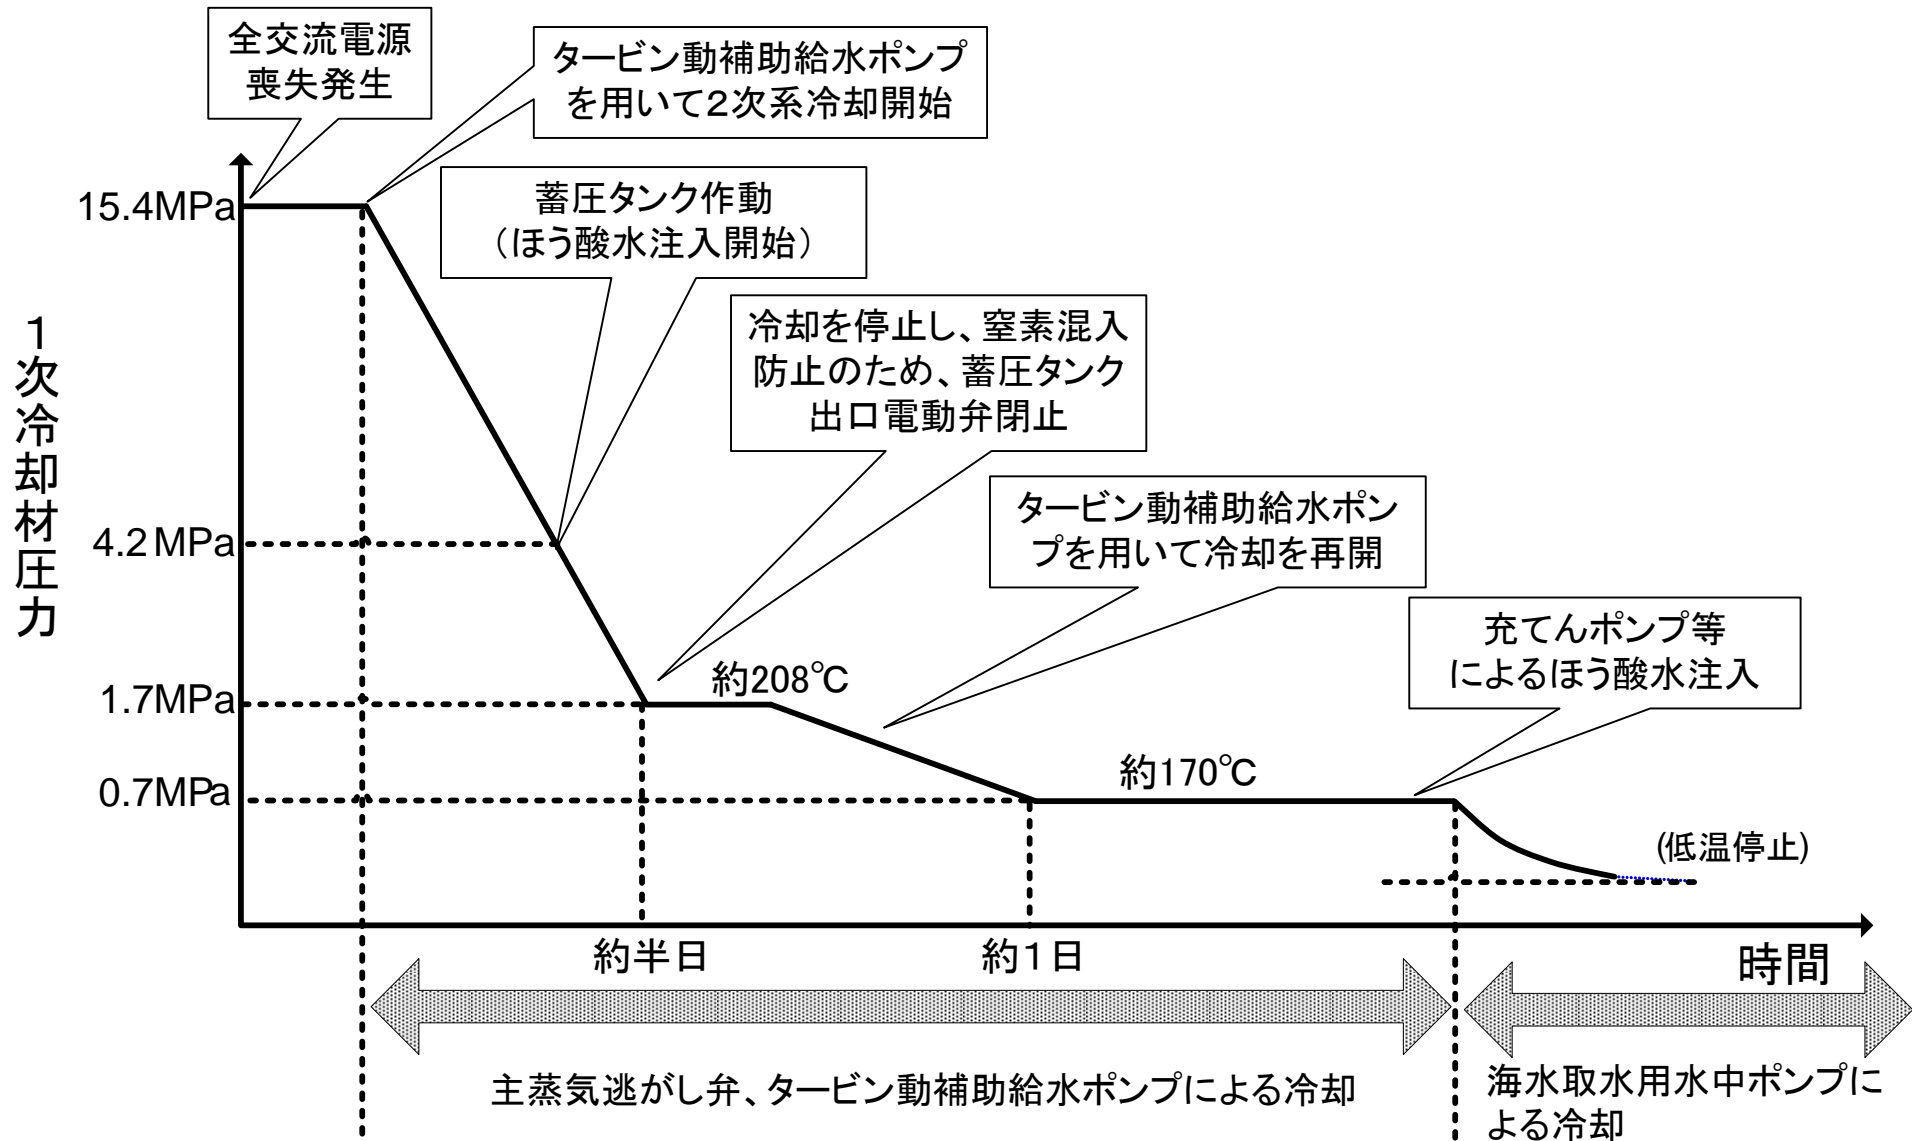 全交流電源
喪失発生
タービン動補助給水ポンプ
を用いて２次系冷却開始
蓄圧タンク作動
（ほう酸水注入開始）
冷却を停止し、窒素混入
防止のため、蓄圧タンク
出口電動弁閉止
タービン動補助給水ポン
プを用いて冷却を再開
充てんポンプ等
によるほう酸水注入
１次冷却材圧力
15.4MPa
4.2MPa
1.7MPa
0.7MPa
約208℃
約170℃
(低温停止)
約半日
約１日
時間
主蒸気逃がし弁、タービン動補助給水ポンプによる冷却
海水取水用水中ポンプに
よる冷却